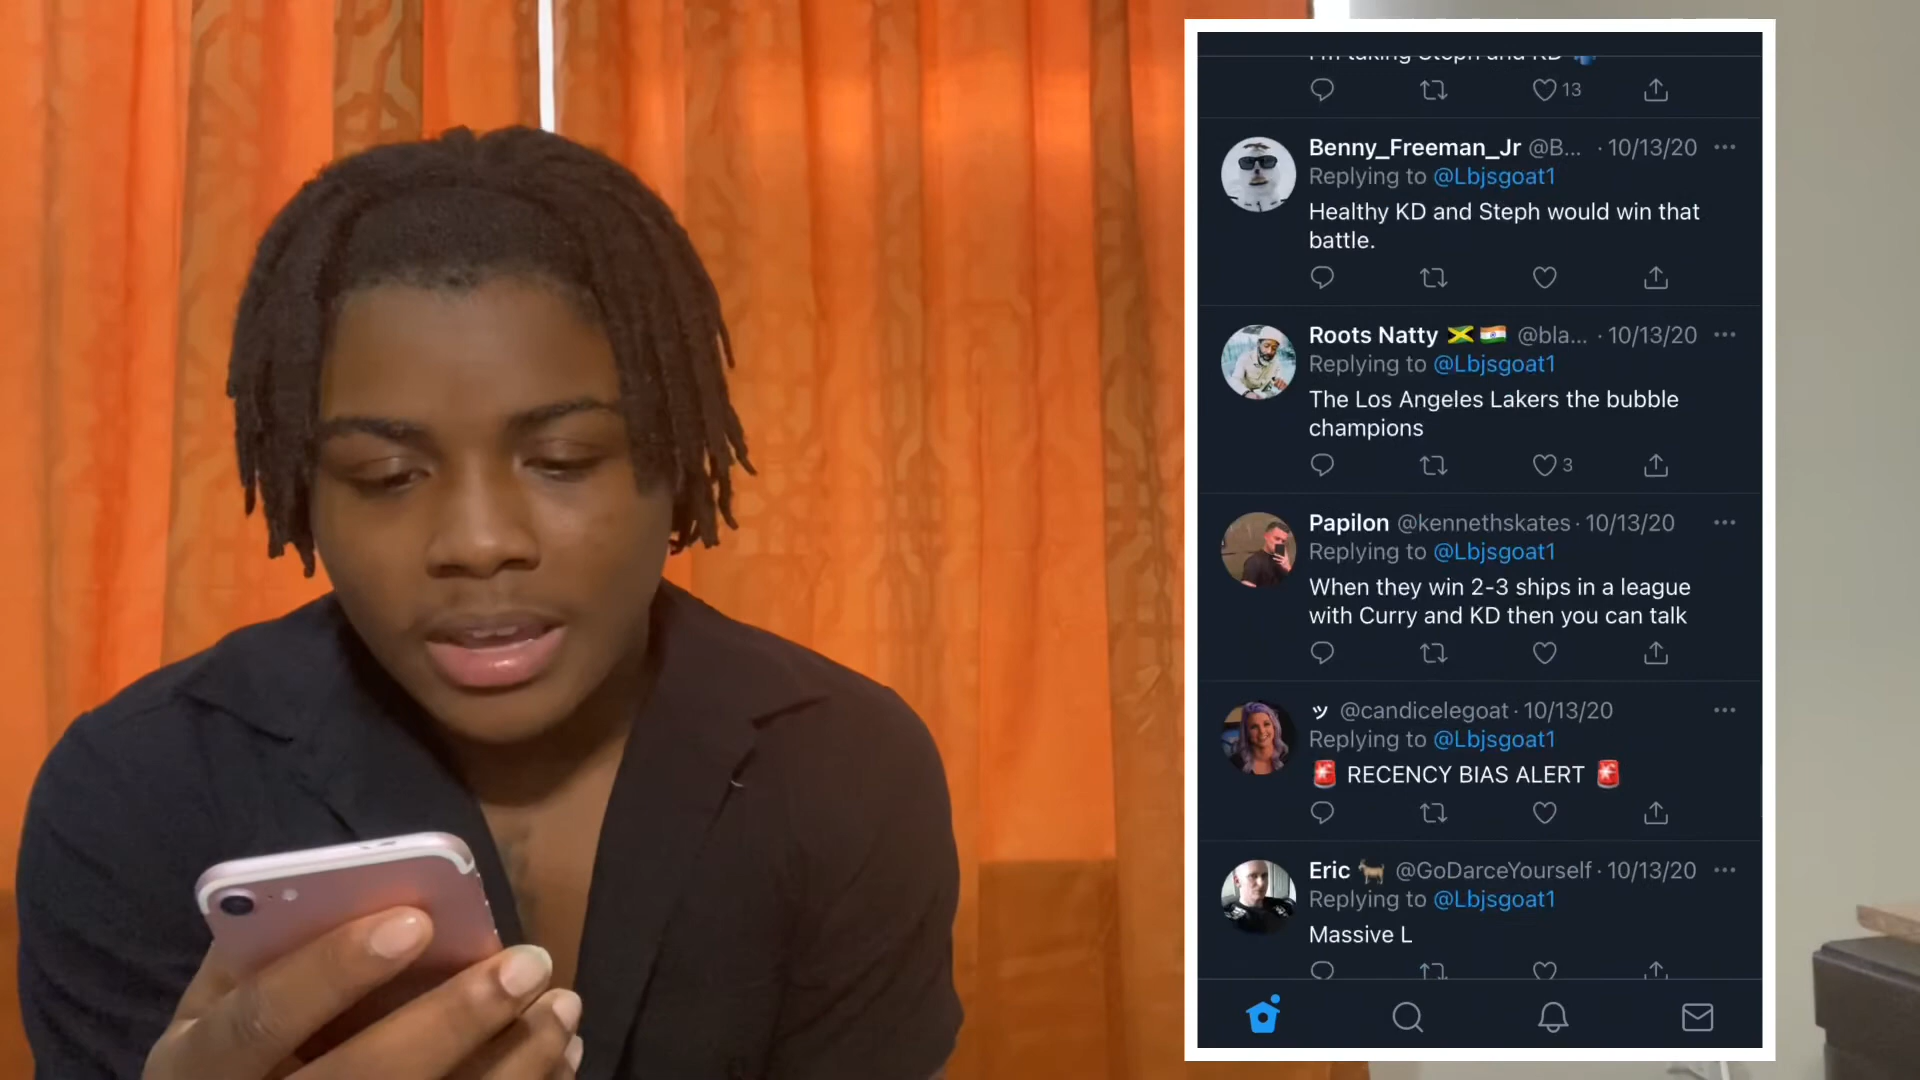 I'm taking Steph and KD
13
Benny_Freeman_Jr @B... · 10/13/20
Replying to @Lbjsgoat1
Healthy KD and Steph would win that
battle.
Roots Natty 🇯🇲 🇮🇳 @bla... · 10/13/20
Replying to @Lbjsgoat1
The Los Angeles Lakers the bubble
champions
3
Papilon @kennethskates · 10/13/20
Replying to @Lbjsgoat1
When they win 2-3 ships in a league
with Curry and KD then you can talk
ッ @candicelegoat · 10/13/20
Replying to @Lbjsgoat1
🚨 RECENCY BIAS ALERT 🚨
Eric 🐐 @GoDarceYourself · 10/13/20
Replying to @Lbjsgoat1
Massive L